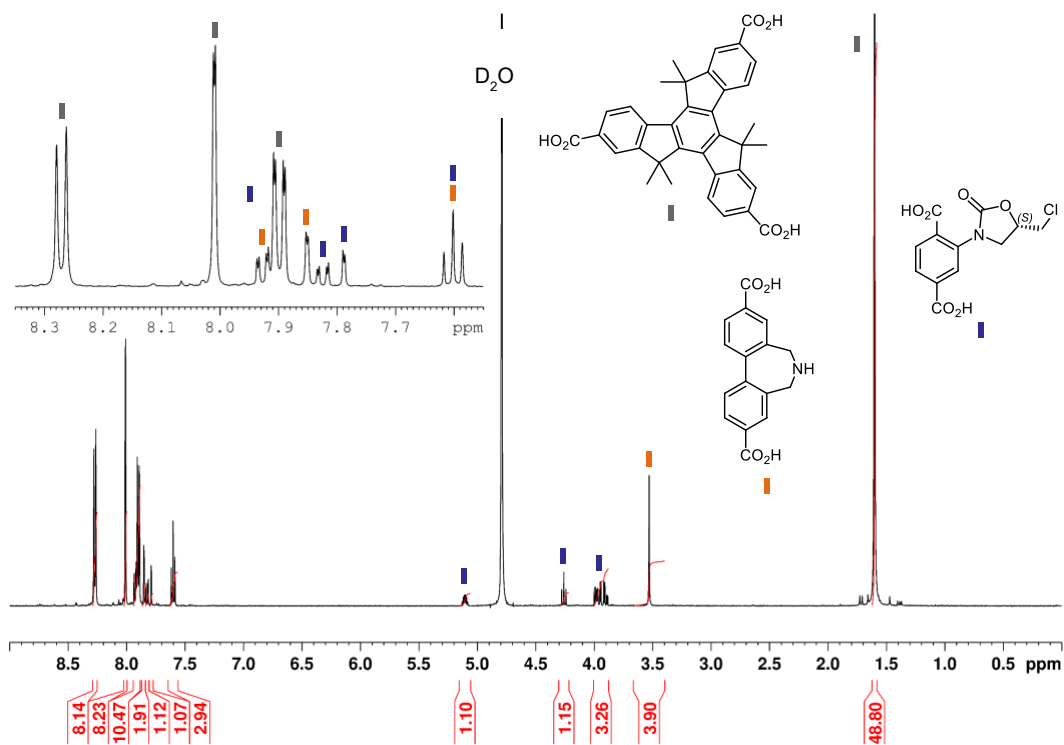 CO₂H
D₂O
HO₂C
CO₂H
O
O
(S)
Cl
HO₂C
N
CO₂H
CO₂H
NH
CO₂H
8.3 8.2 8.1 8.0 7.9 7.8 7.7 ppm
8.5 8.0 7.5 7.0 6.5 6.0 5.5 5.0 4.5 4.0 3.5 3.0 2.5 2.0 1.5 1.0 0.5 ppm
8.14 8.23 10.47 1.91 1.12 1.07 2.94 1.10 1.15 3.26 3.90 48.80